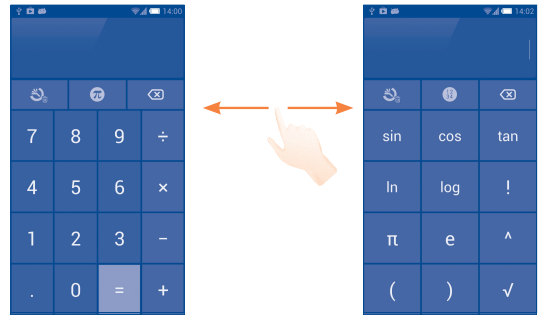 14:00
π
7 8 9 ÷
4 5 6 ×
1 2 3 −
. 0 = +
14:02
sin cos tan
ln log !
π e ^
( ) √